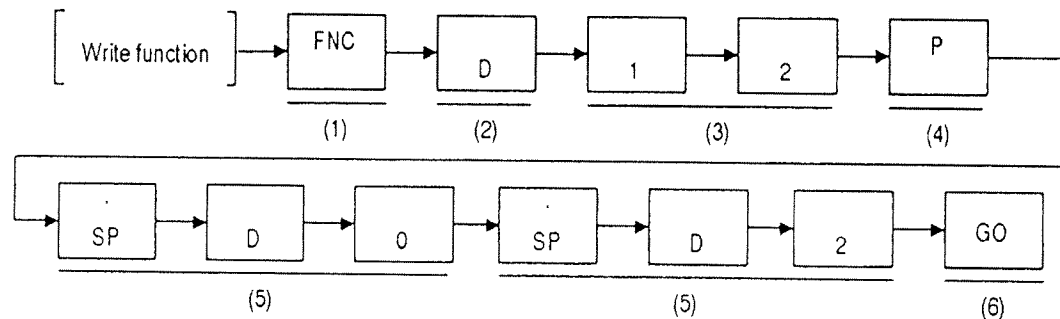 Write function FNC D 1 2 P
(1) (2) (3) (4)
SP D 0 SP D 2 GO
(5) (5) (6)